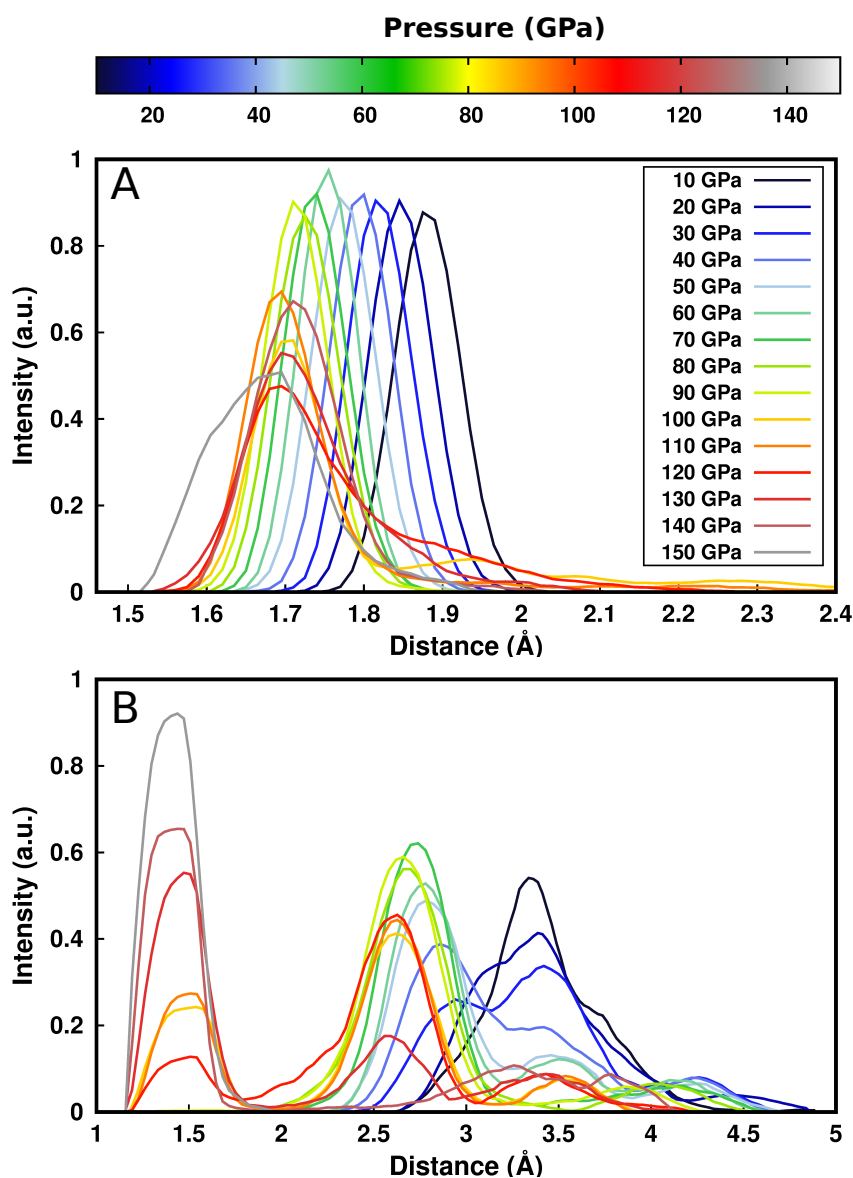 Pressure (GPa)
20 40 60 80 100 120 140
A
Intensity (a.u.)
1
0.8
0.6
0.4
0.2
0
10 GPa
20 GPa
30 GPa
40 GPa
50 GPa
60 GPa
70 GPa
80 GPa
90 GPa
100 GPa
110 GPa
120 GPa
130 GPa
140 GPa
150 GPa
1.5 1.6 1.7 1.8 1.9 2 2.1 2.2 2.3 2.4
Distance (Å)
B
Intensity (a.u.)
1
0.8
0.6
0.4
0.2
0
1 1.5 2 2.5 3 3.5 4 4.5 5
Distance (Å)